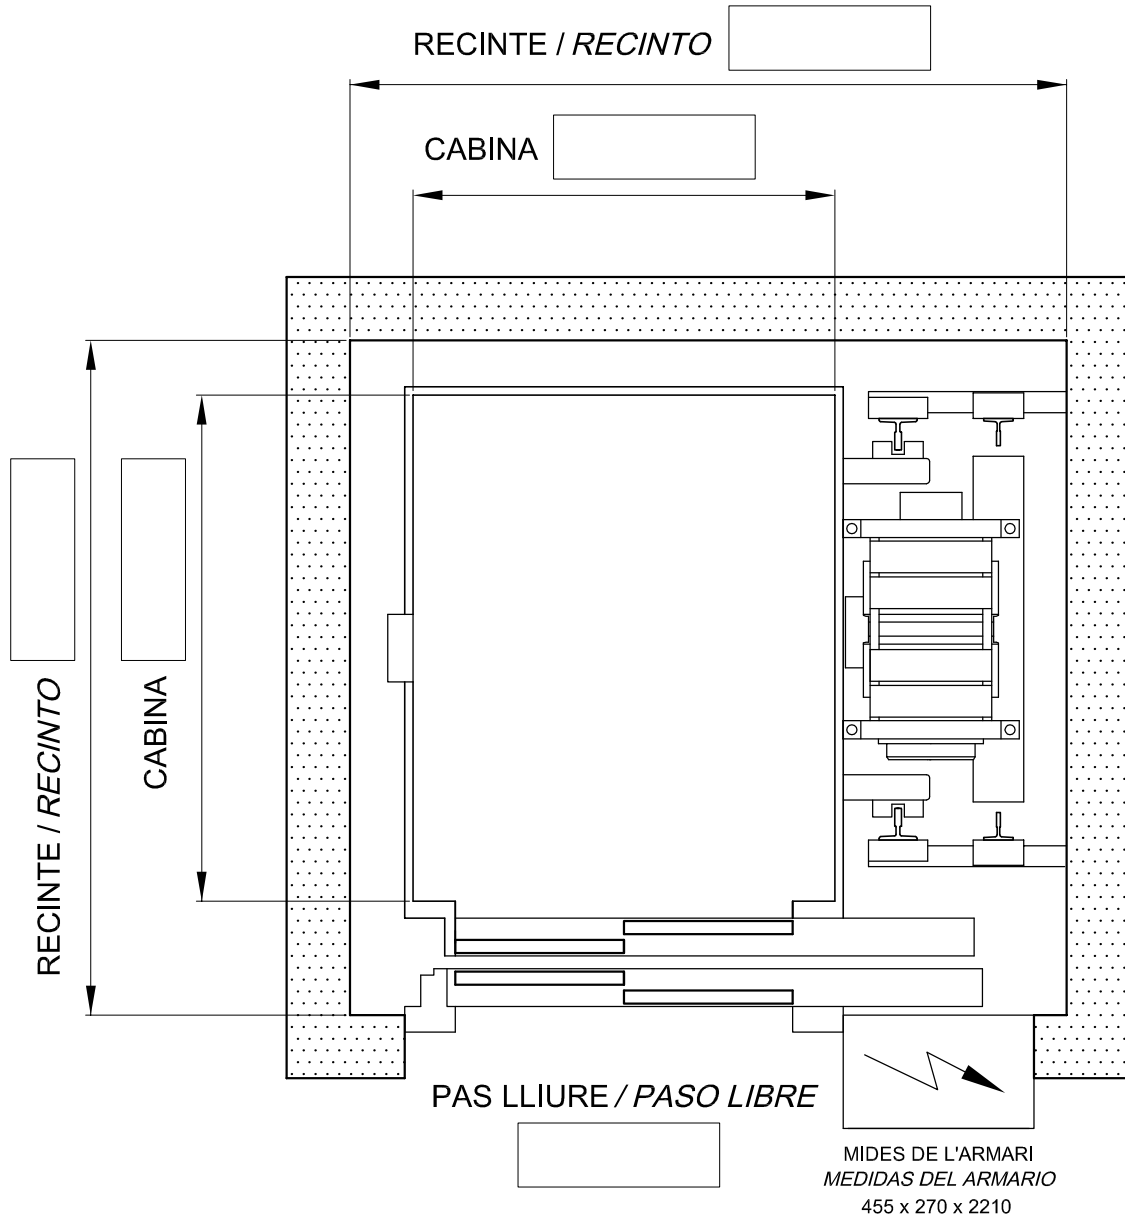 RECINTE / RECINTO
CABINA
RECINTE / RECINTO
CABINA
PAS LLIURE / PASO LIBRE
MIDES DE L'ARMARI
MEDIDAS DEL ARMARIO
455 x 270 x 2210